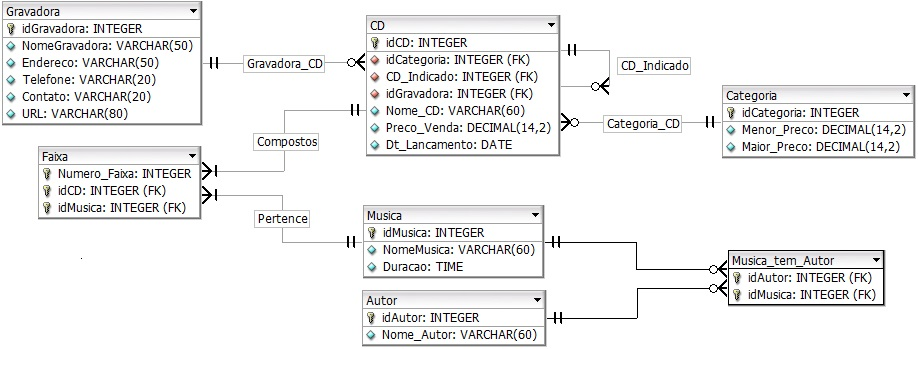 Gravadora
idGravadora: INTEGER
NomeGravadora: VARCHAR(50)
Endereco: VARCHAR(50)
Telefone: VARCHAR(20)
Contato: VARCHAR(20)
URL: VARCHAR(80)
Gravadora_CD
CD
idCD: INTEGER
idCategoria: INTEGER (FK)
CD_Indicado: INTEGER (FK)
idGravadora: INTEGER (FK)
Nome_CD: VARCHAR(60)
Preco_Venda: DECIMAL(14,2)
Dt_Lancamento: DATE
CD_Indicado
Categoria_CD
Categoria
idCategoria: INTEGER
Menor_Preco: DECIMAL(14,2)
Maior_Preco: DECIMAL(14,2)
Compostos
Faixa
Numero_Faixa: INTEGER
idCD: INTEGER (FK)
idMusica: INTEGER (FK)
Pertence
Musica
idMusica: INTEGER
NomeMusica: VARCHAR(60)
Duracao: TIME
Musica_tem_Autor
idAutor: INTEGER (FK)
idMusica: INTEGER (FK)
Autor
idAutor: INTEGER
Nome_Autor: VARCHAR(60)